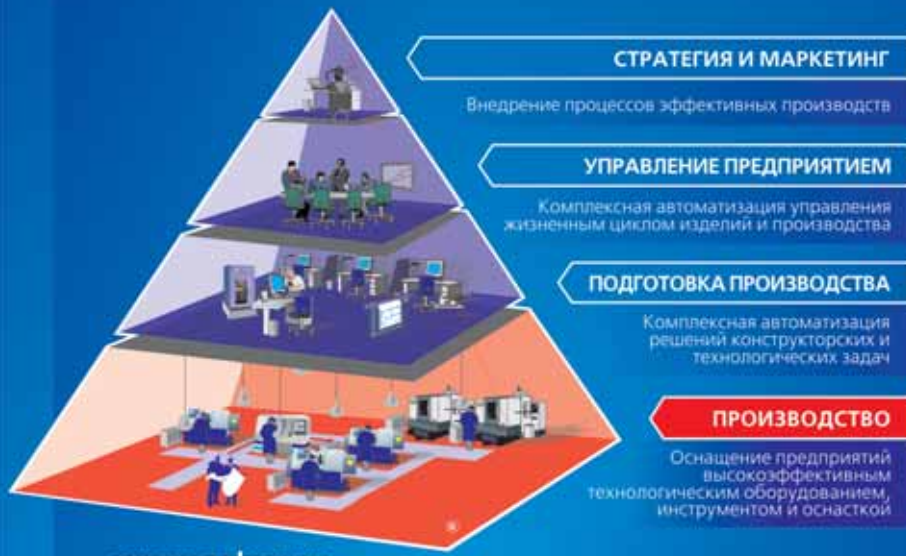 СТРАТЕГИЯ И МАРКЕТИНГ
Внедрение процессов эффективных производств
УПРАВЛЕНИЕ ПРЕДПРИЯТИЕМ
Комплексная автоматизация управления
жизненным циклом изделий и производства
ПОДГОТОВКА ПРОИЗВОДСТВА
Комплексная автоматизация
решений конструкторских и
технологических задач
ПРОИЗВОДСТВО
Оснащение предприятий
высокоэффективным
технологическим оборудованием,
инструментом и оснасткой
®